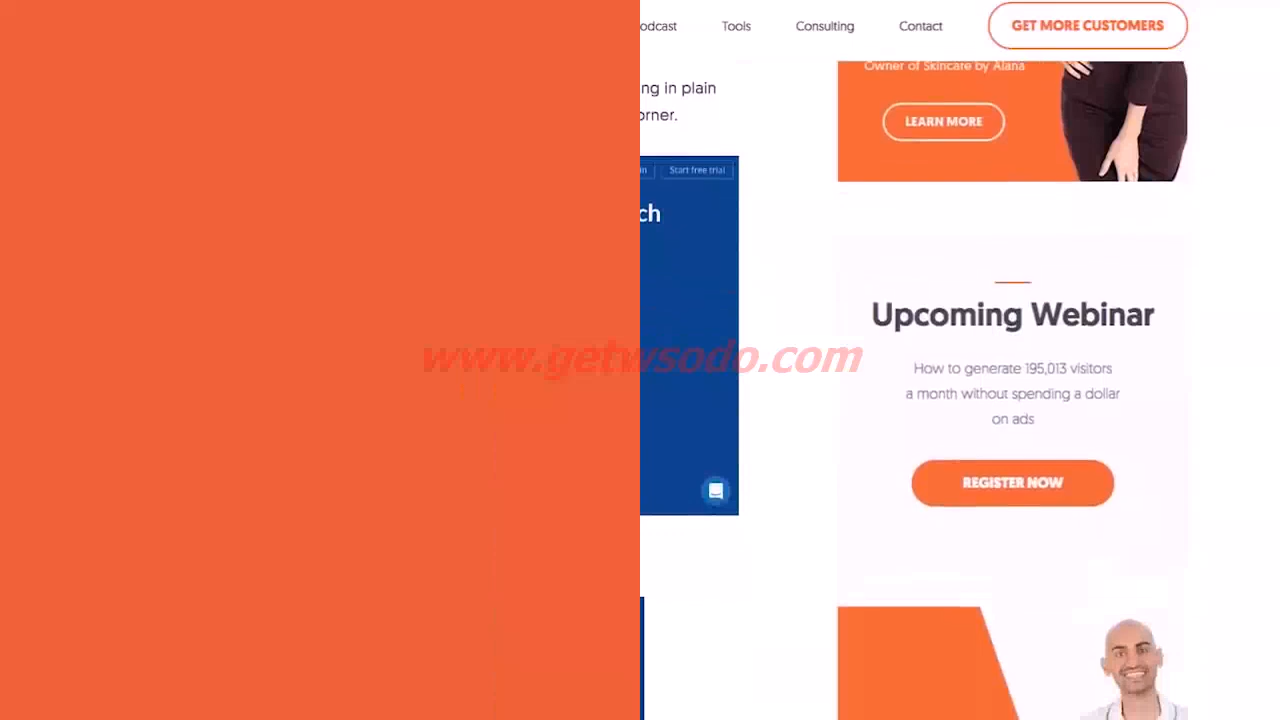 odcast Tools Consulting Contact GET MORE CUSTOMERS
Owner of Skincare by Alana
ng in plain
orner.
LEARN MORE
in Start free trial
ch
Upcoming Webinar
www.getwsodo.com
How to generate 195,013 visitors
a month without spending a dollar
on ads
REGISTER NOW